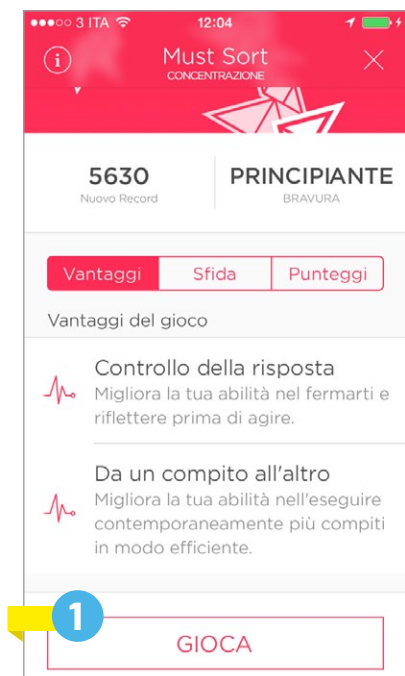 3 ITA 12:04
i Must Sort
CONCENTRAZIONE
5630 PRINCIPIANTE
Nuovo Record BRAVURA
Vantaggi Sfida Punteggi
Vantaggi del gioco
Controllo della risposta
Migliora la tua abilità nel fermarti e
riflettere prima di agire.
Da un compito all'altro
Migliora la tua abilità nell'eseguire
contemporaneamente più compiti
in modo efficiente.
1
GIOCA